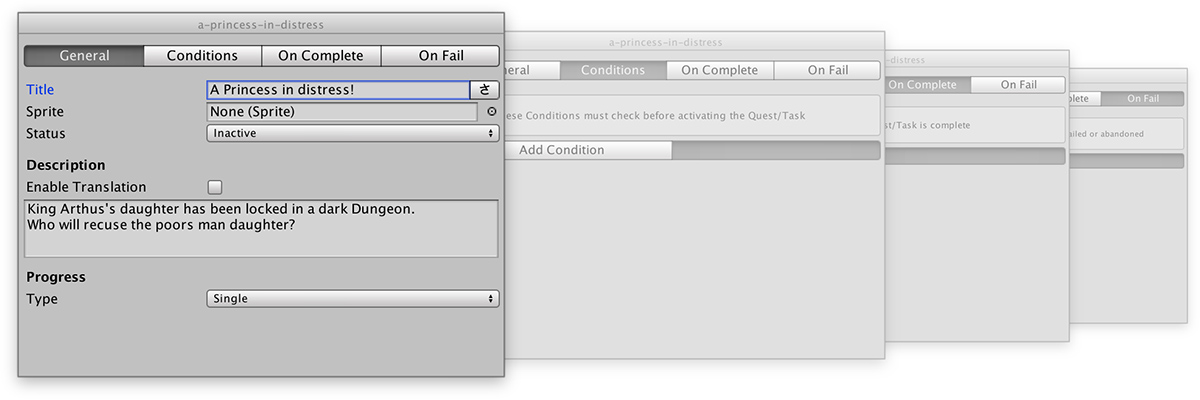 a-princess-in-distress
General Conditions On Complete On Fail
Title A Princess in distress! さ
Sprite None (Sprite)
Status Inactive
Description
Enable Translation
King Arthus's daughter has been locked in a dark Dungeon.
Who will recuse the poors man daughter?
Progress
Type Single
a-princess-in-distress
neral Conditions On Complete On Fail
ese Conditions must check before activating the Quest/Task
Add Condition
-distress
On Complete On Fail
st/Task is complete
plete On Fail
ailed or abandoned